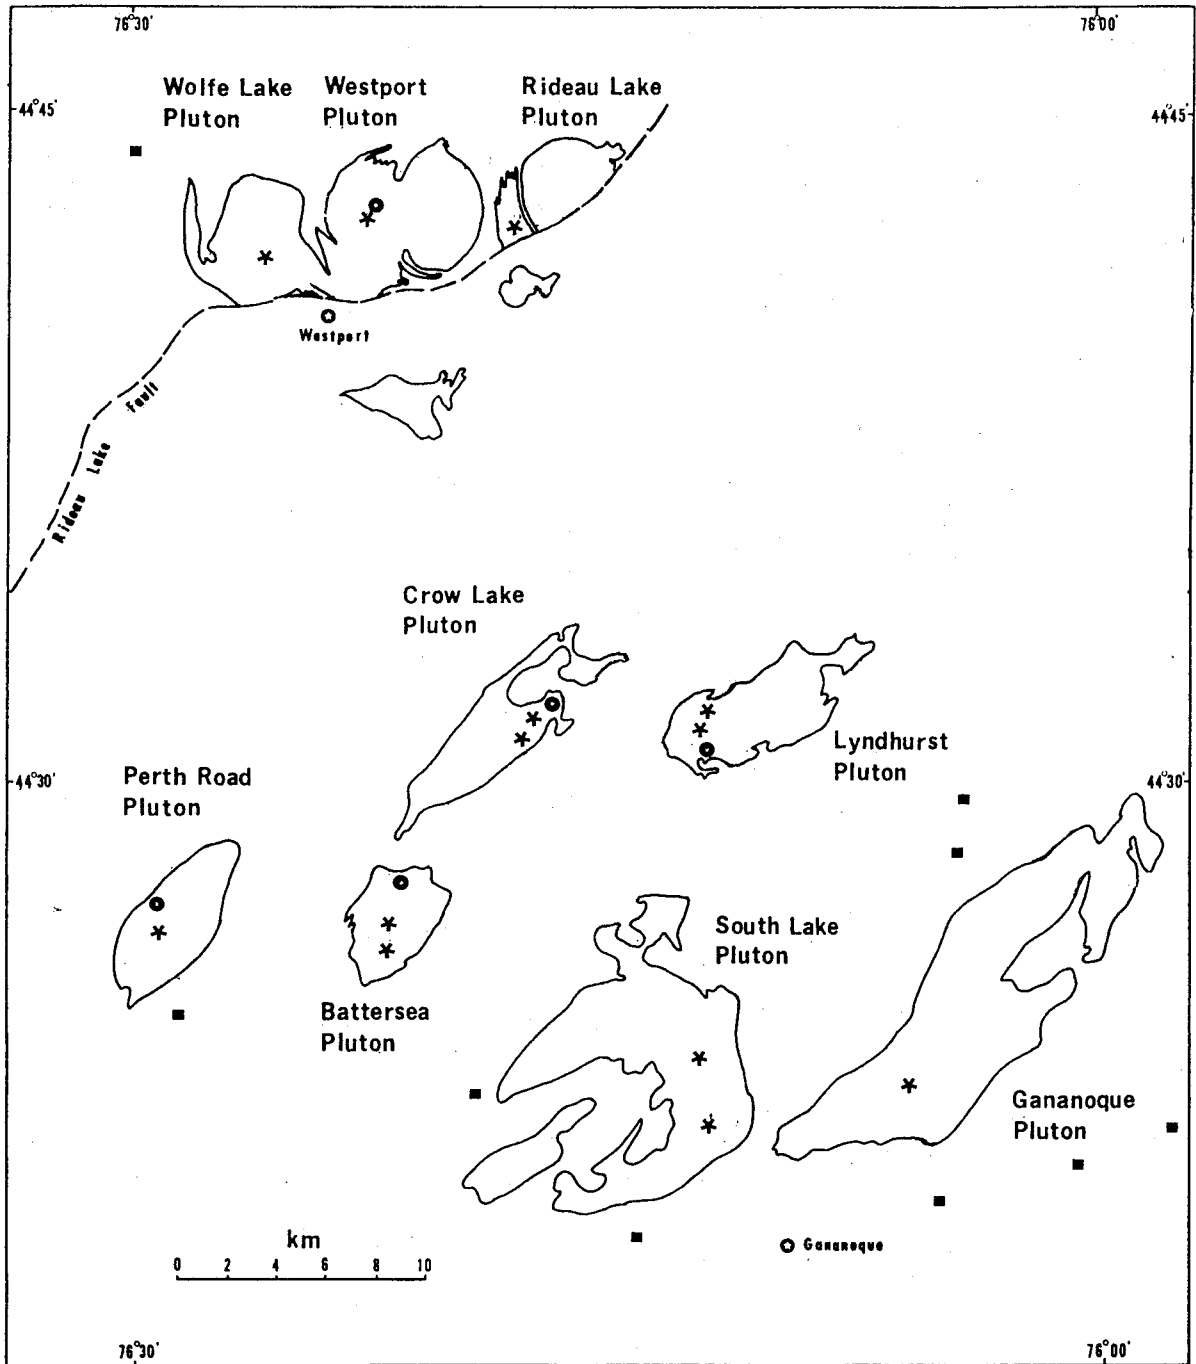 76°30'
76°00'
Wolfe Lake
Pluton
Westport
Pluton
Rideau Lake
Pluton
44°45'
44°45'
Westport
Rideau Lake Fault
Crow Lake
Pluton
Lyndhurst
Pluton
44°30'
44°30'
Perth Road
Pluton
South Lake
Pluton
Battersea
Pluton
Gananoque
Pluton
km
0 2 4 6 8 10
Gananoque
76°30'
76°00'